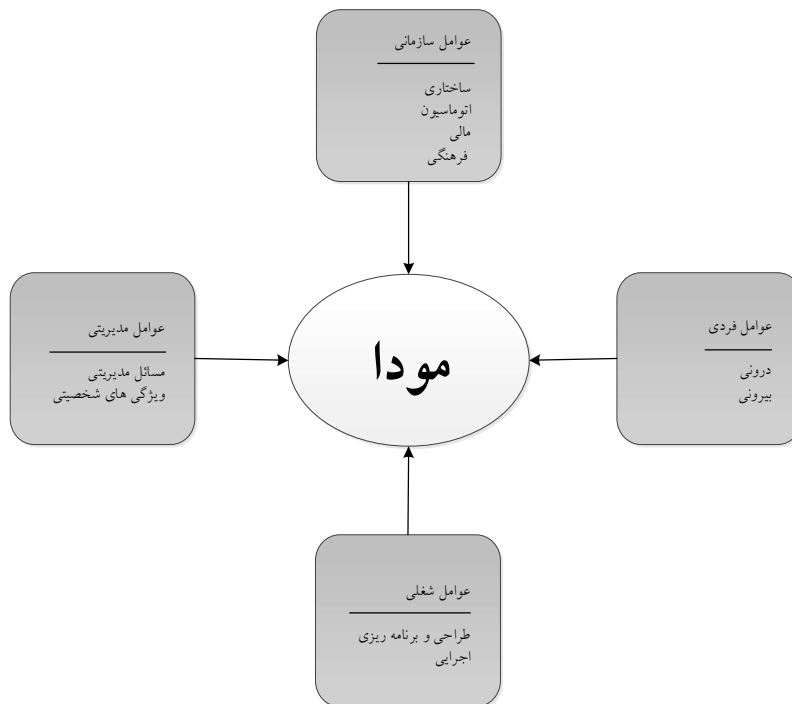 عوامل سازمانی
ساختاری
اتوماسیون
مالی
فرهنگی
عوامل فردی
درونی
بیرونی
مودا
عوامل مدیریتی
مسائل مدیریتی
ویژگی های شخصیتی
عوامل شغلی
طراحی و برنامه ریزی
اجرایی